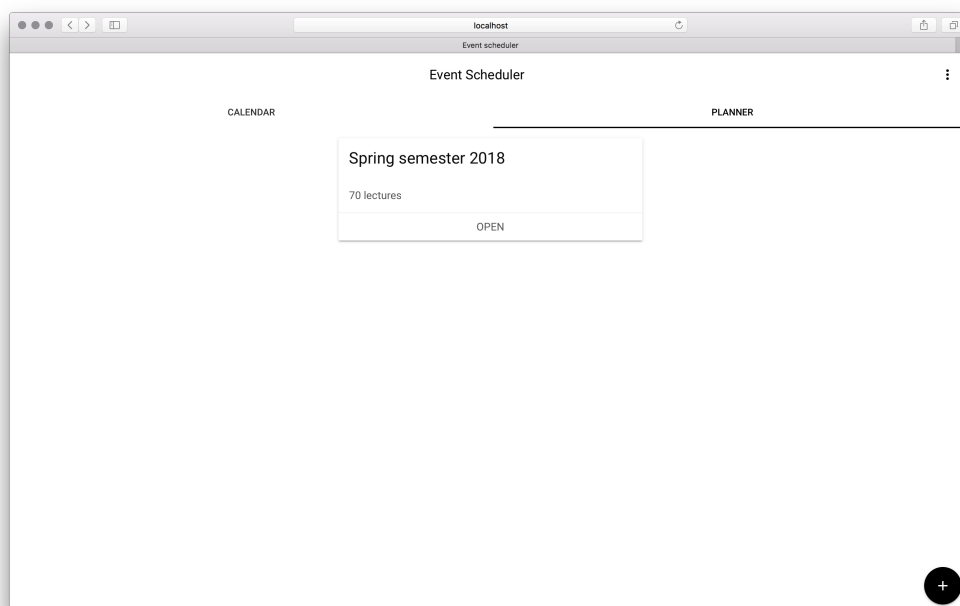 localhost
Event scheduler
Event Scheduler
CALENDAR
PLANNER
Spring semester 2018
70 lectures
OPEN